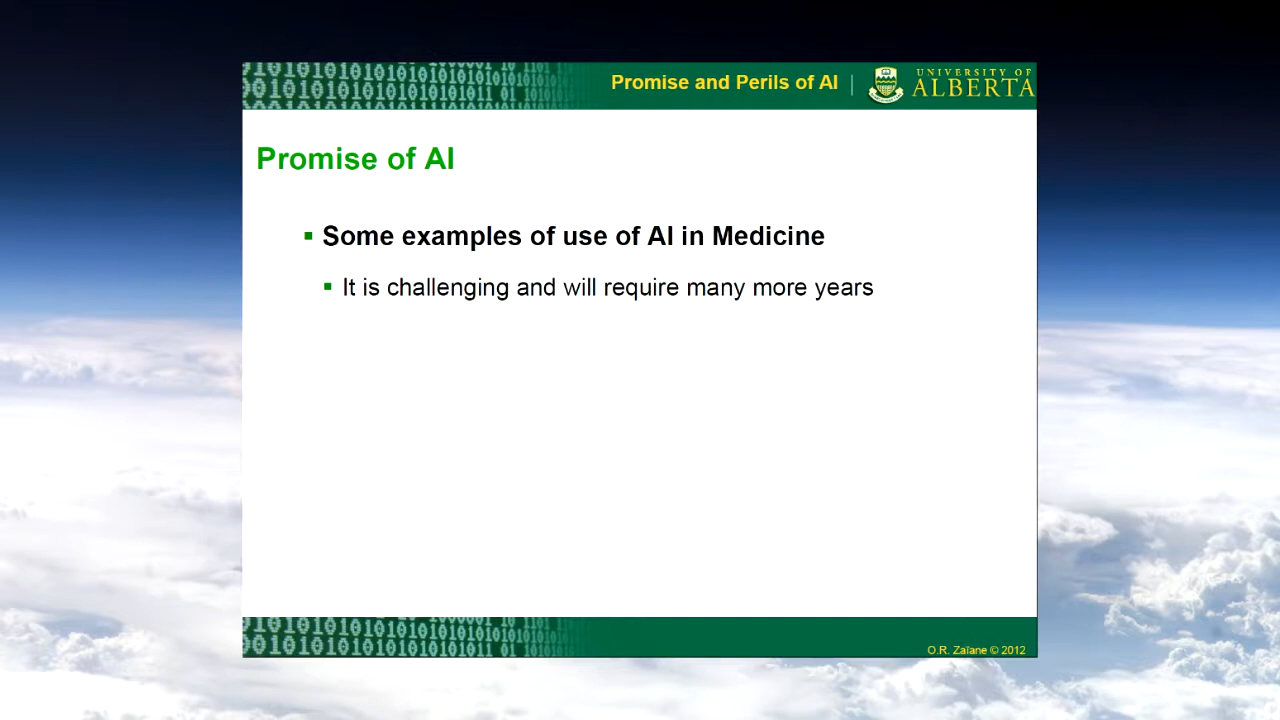 Promise and Perils of AI
UNIVERSITY OF
ALBERTA
Promise of AI
Some examples of use of AI in Medicine
It is challenging and will require many more years
O.R. Zaïane © 2012